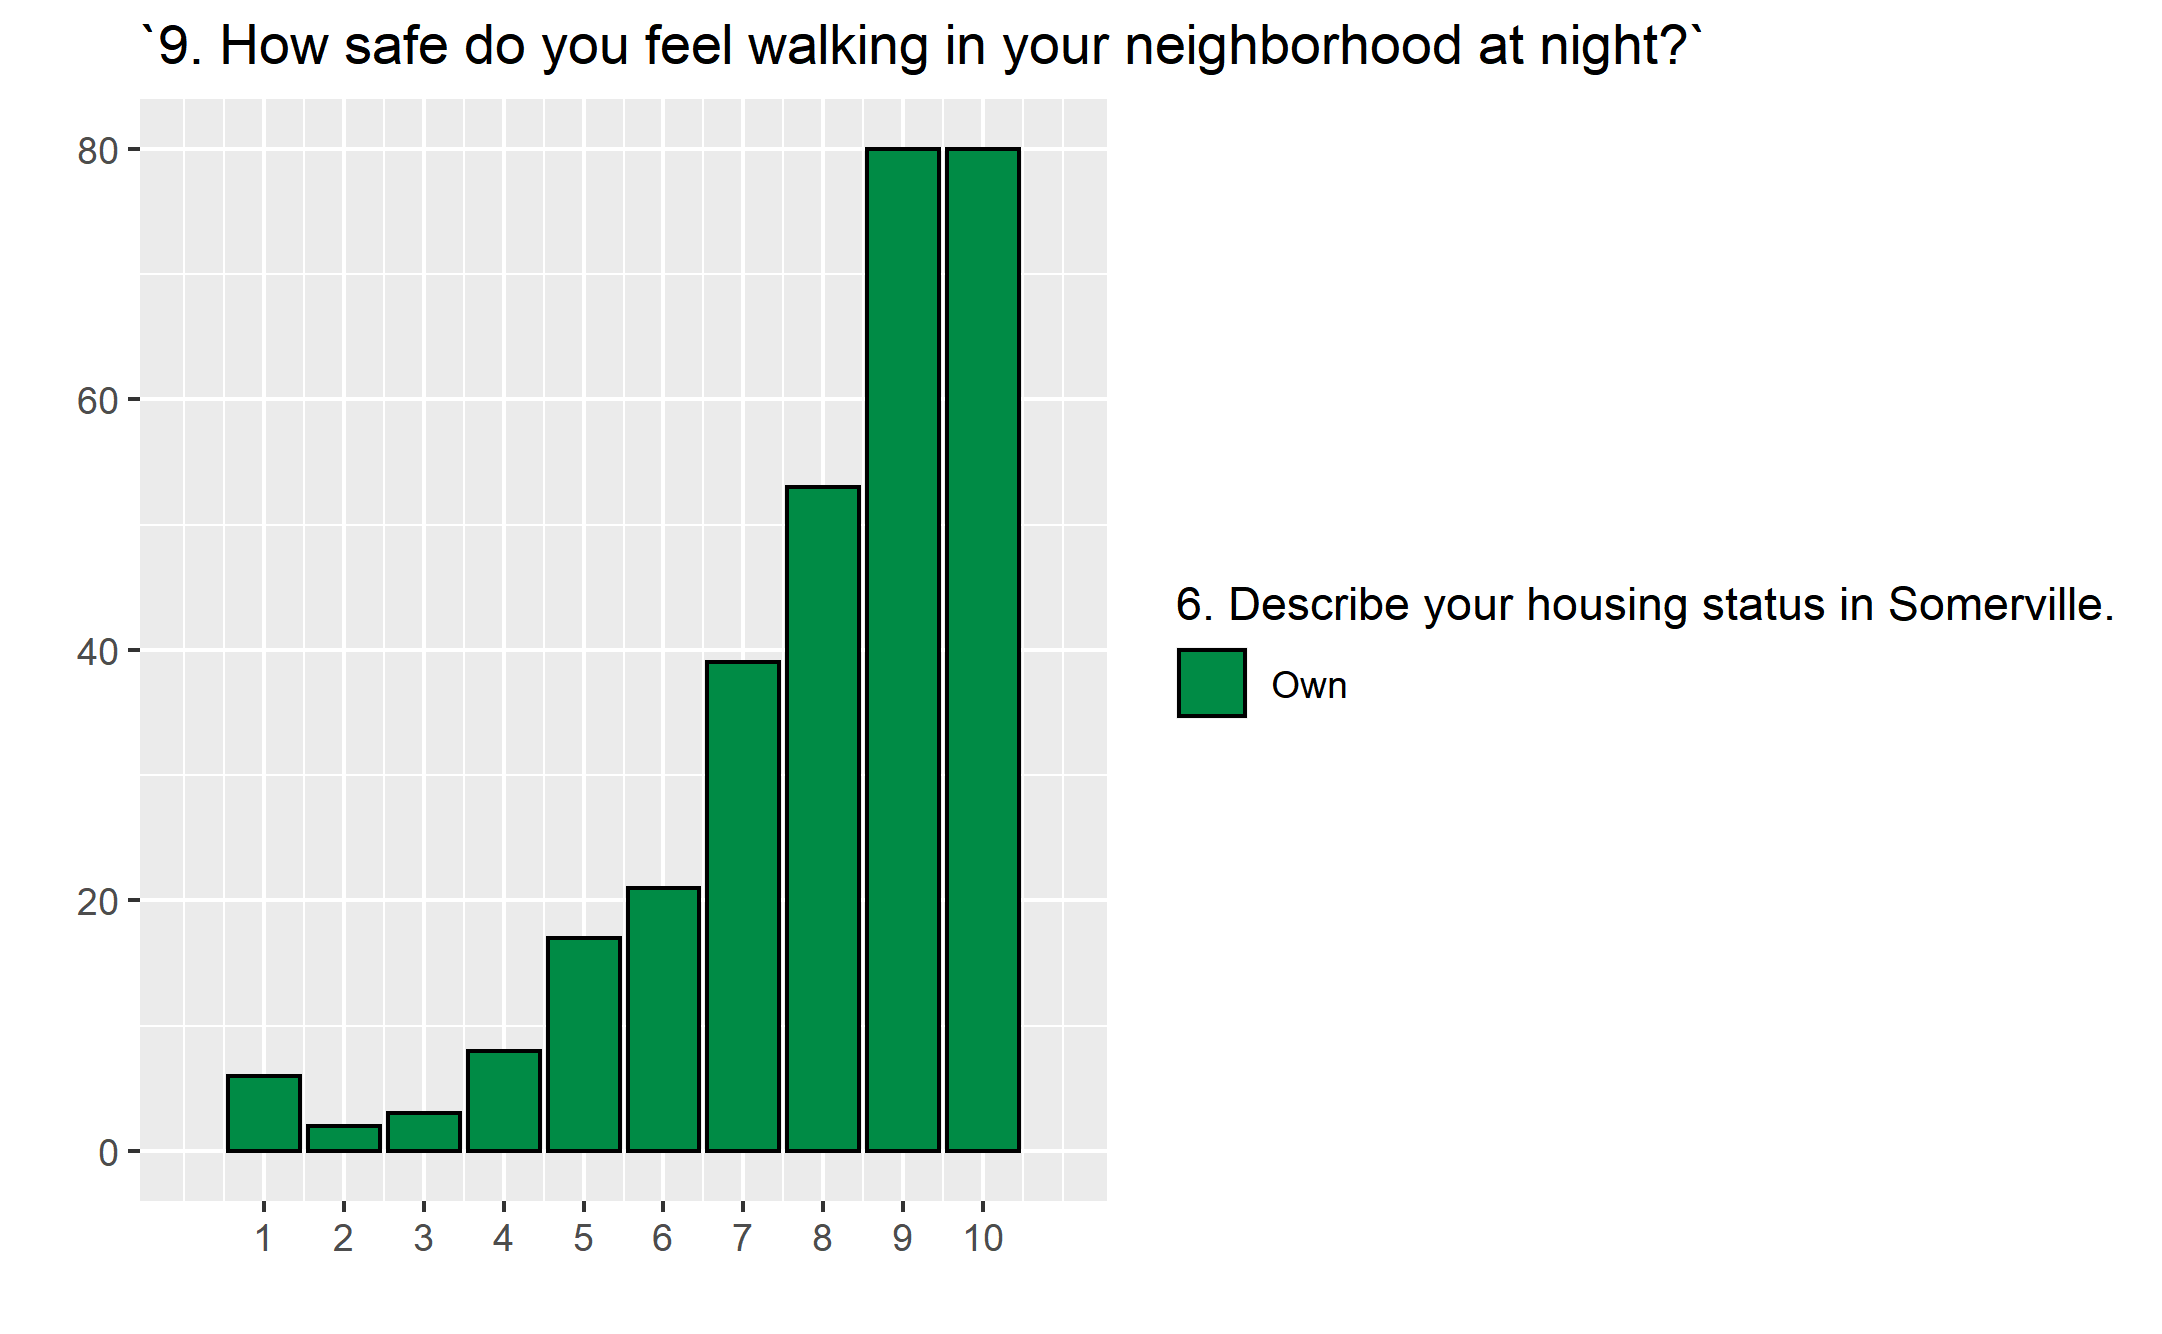 `9. How safe do you feel walking in your neighborhood at night?`
80
60
40
20
0
1 2 3 4 5 6 7 8 9 10
6. Describe your housing status in Somerville.
Own